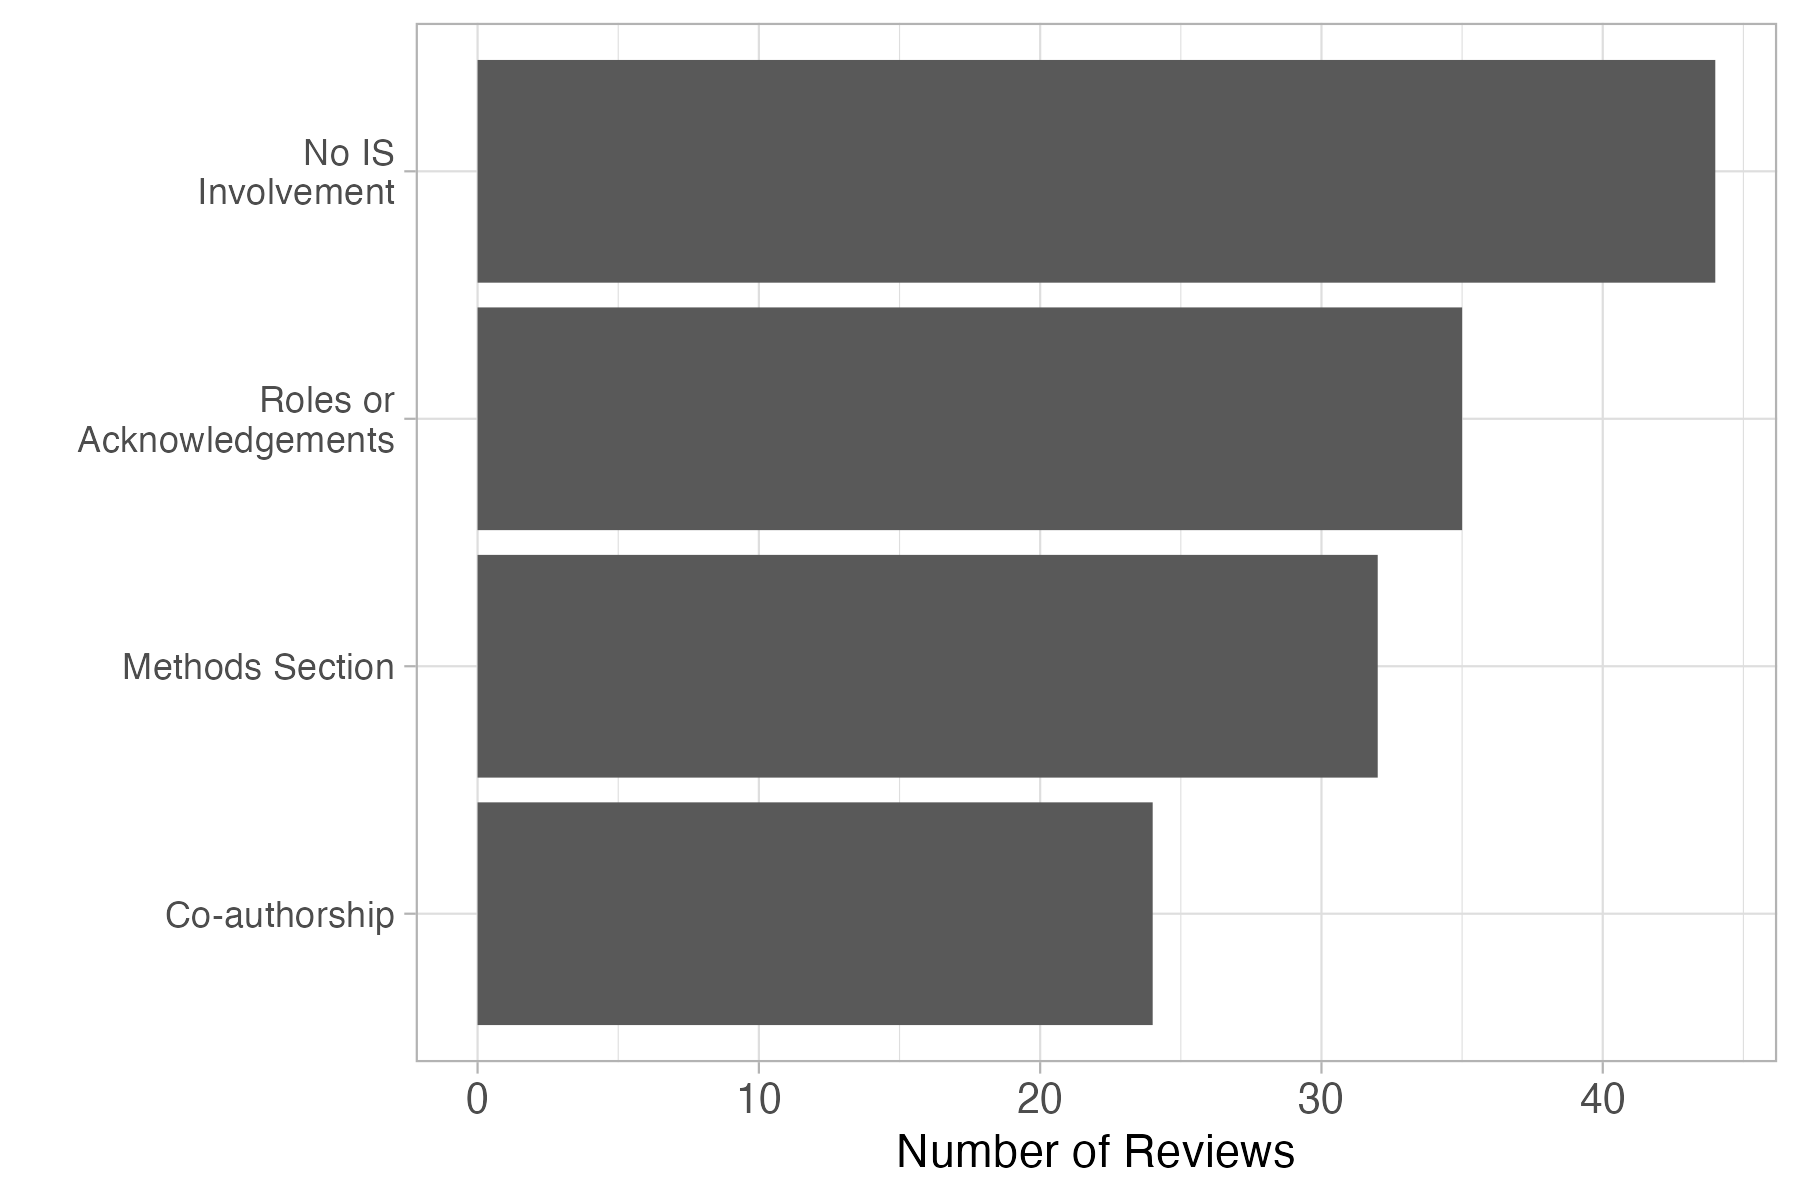 No IS
Involvement
Roles or
Acknowledgements
Methods Section
Co-authorship
0 10 20 30 40
Number of Reviews